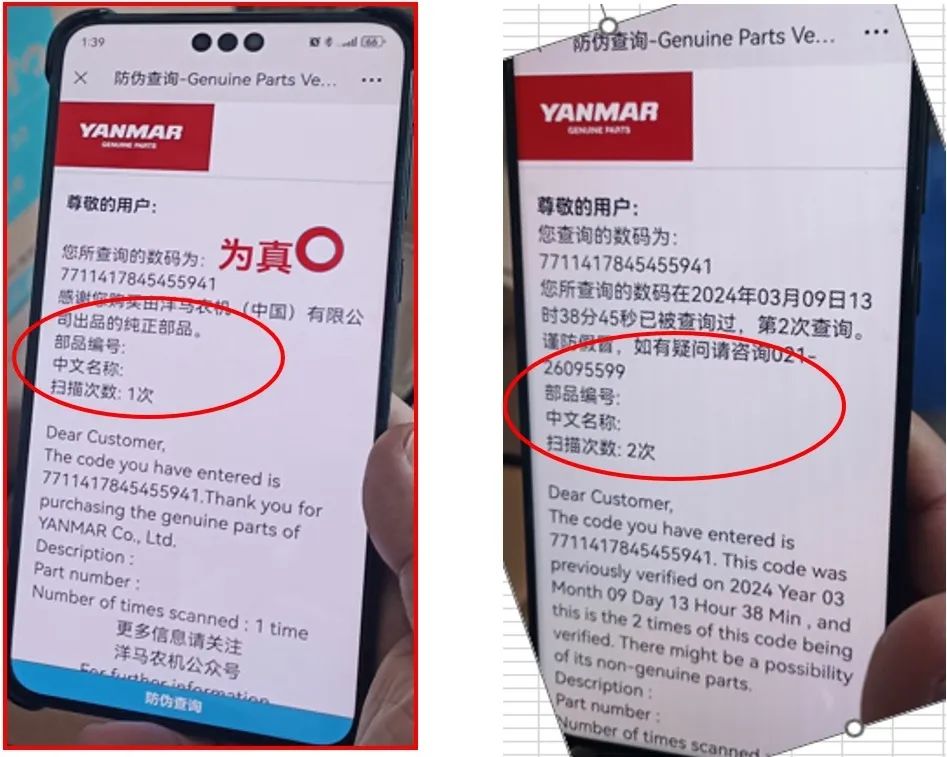 1:39
66
防伪查询-Genuine Parts Ve...
YANMAR
GENUINE PARTS
尊敬的用户:
您所查询的数码为:
为真
7711417845455941
感谢您购买由洋马农机（中国）有限公
司出品的纯正部品。
部品编号:
中文名称:
扫描次数: 1次
Dear Customer,
The code you have entered is
7711417845455941.Thank you for
purchasing the genuine parts of
YANMAR Co., Ltd.
Description :
Part number :
Number of times scanned : 1 time
更多信息请关注
洋马农机公众号
For further information
防伪查询
防伪查询-Genuine Parts Ve...
YANMAR
GENUINE PARTS
尊敬的用户:
您查询的数码为:
7711417845455941
您所查询的数码在2024年03月09日13
时38分45秒已被查询过，第2次查询。
谨防假冒，如有疑问请咨询021-
26095599
部品编号:
中文名称:
扫描次数: 2次
Dear Customer,
The code you have entered is
7711417845455941. This code was
previously verified on 2024 Year 03
Month 09 Day 13 Hour 38 Min , and
this is the 2 times of this code being
verified. There might be a possibility
of its non-genuine parts.
Description :
Part number :
Number of times scanned :